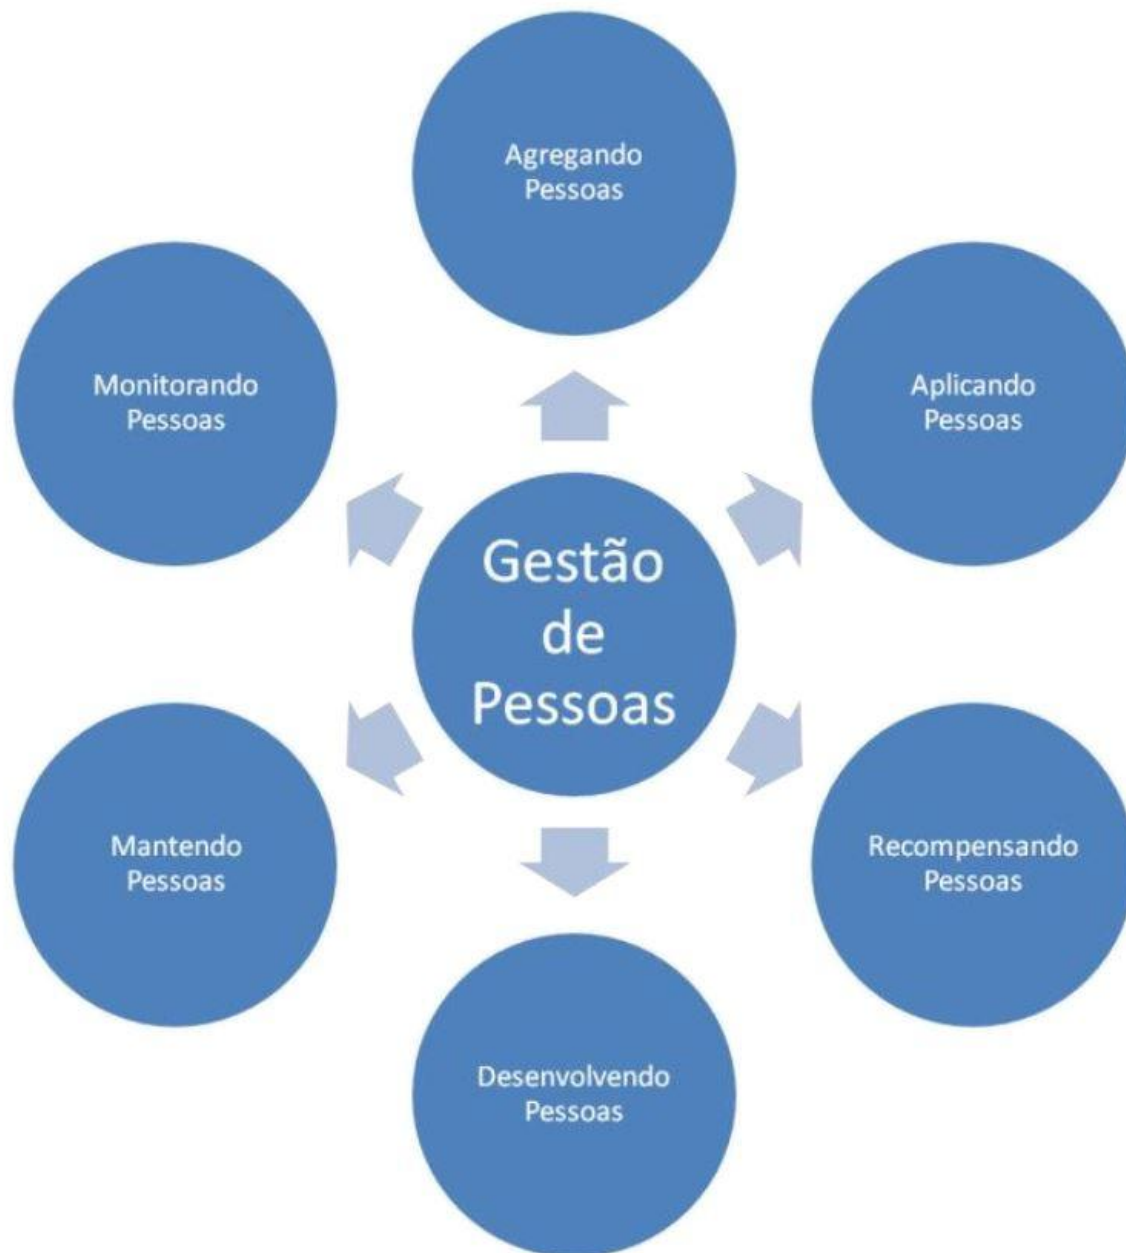 Agregando
Pessoas
Monitorando
Pessoas
Aplicando
Pessoas
Gestão
de
Pessoas
Mantendo
Pessoas
Recompensando
Pessoas
Desenvolvendo
Pessoas